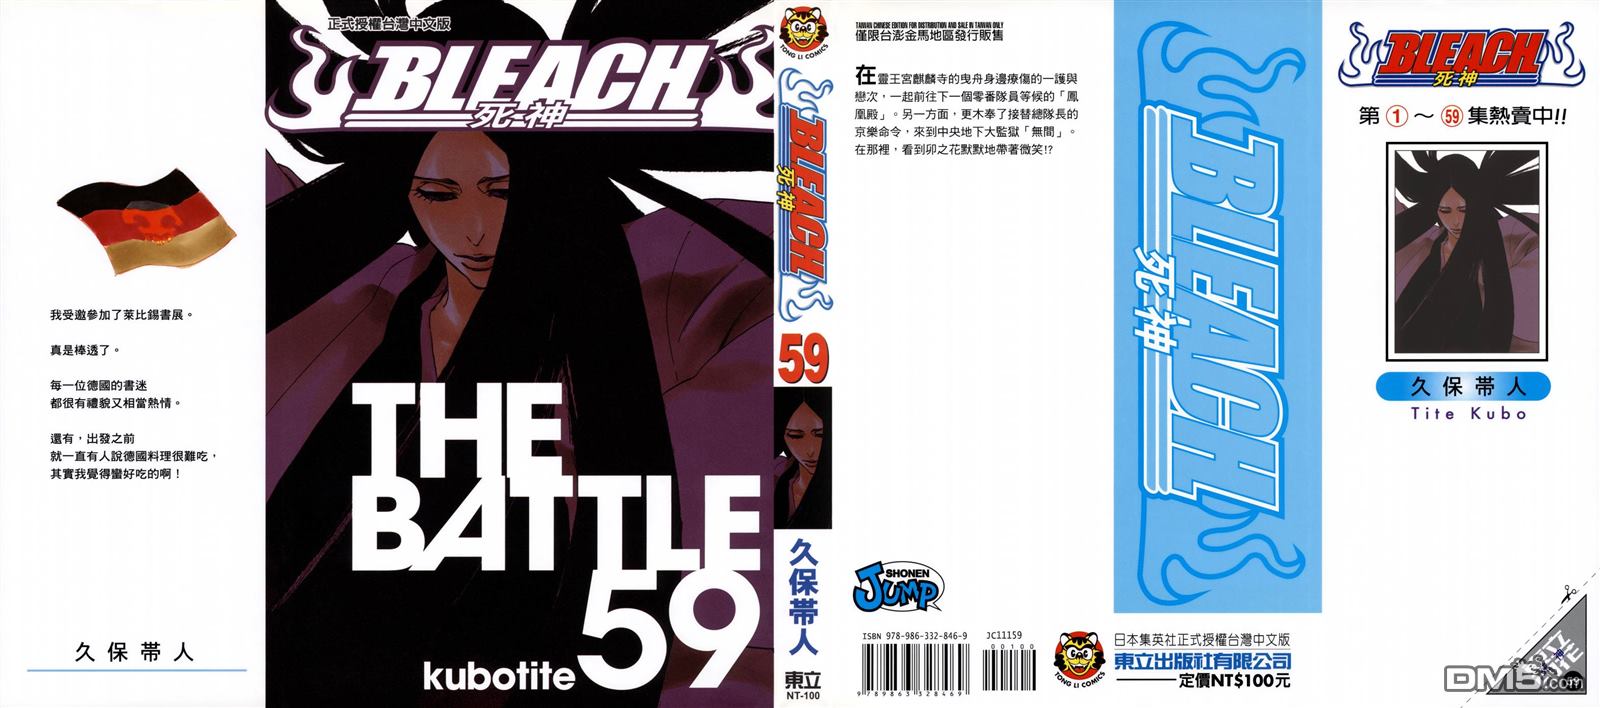 我受邀參加了萊比錫書展。
真是棒透了。
每一位德國的書迷
都很有禮貌又相當熱情。
還有，出發之前
就一直有人說德國料理很難吃，
其實我覺得蠻好吃的啊！
久保帯人
正式授權台灣中文版
BLEACH
死神
THE
BATTLE
59
kubotite
TONG LI COMICS
BLEACH
死神
59
久保帯人
東立
NT-100
TAIWAN CHINESE EDITION FOR DISTRIBUTION AND SALE IN TAIWAN ONLY
僅限台澎金馬地區發行販售
在靈王宮麒麟寺的曳舟身邊療傷的一護與
戀次，一起前往下一個零番隊員等候的「鳳
凰殿」。另一方面，更木奉了接替總隊長的
京樂命令，來到中央地下大監獄「無間」。
在那裡，看到卯之花默默地帶著微笑!?
SHONEN
JUMP
ISBN 978-986-332-846-9
JC11159
00100
9789863328469
TONG LI COMICS
日本集英社正式授權台灣中文版
東立出版社有限公司
定價NT$100元
BLEACH
死神
BLEACH
死神
第①～59集熱賣中!!
久保帯人
Tite Kubo
59
DM5.com